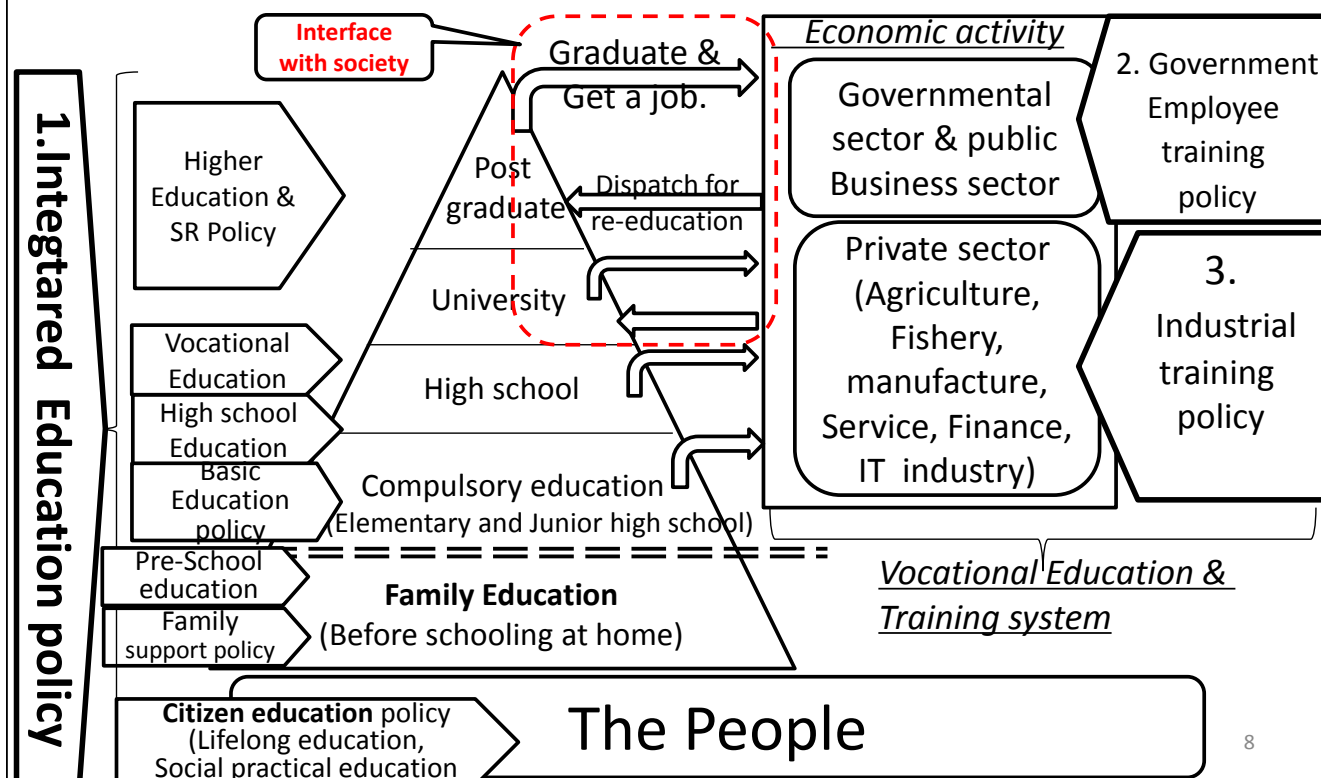 1.Integtared Education policy
Interface
with society
Higher
Education &
SR Policy
Vocational
Education
High school
Education
Basic
Education
policy
Pre-School
education
Family
support policy
Citizen education policy
(Lifelong education,
Social practical education
Graduate &
Get a job.
Post
graduate
Dispatch for
re-education
University
High school
Compulsory education
(Elementary and Junior high school)
Family Education
(Before schooling at home)
The People
Economic activity
Governmental
sector & public
Business sector
Private sector
(Agriculture,
Fishery,
manufacture,
Service, Finance,
IT industry)
2. Government
Employee
training
policy
3.
Industrial
training
policy
Vocational Education &
Training system
8